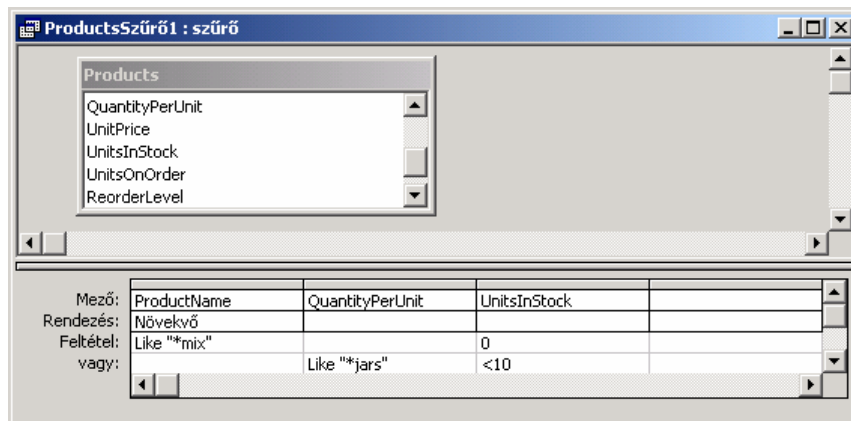 ProductsSzűrő1 : szűrő
Products
QuantityPerUnit
UnitPrice
UnitsInStock
UnitsOnOrder
ReorderLevel
Mező: ProductName QuantityPerUnit UnitsInStock
Rendezés: Növekvő
Feltétel: Like "*mix" 0
vagy: Like "*jars" <10